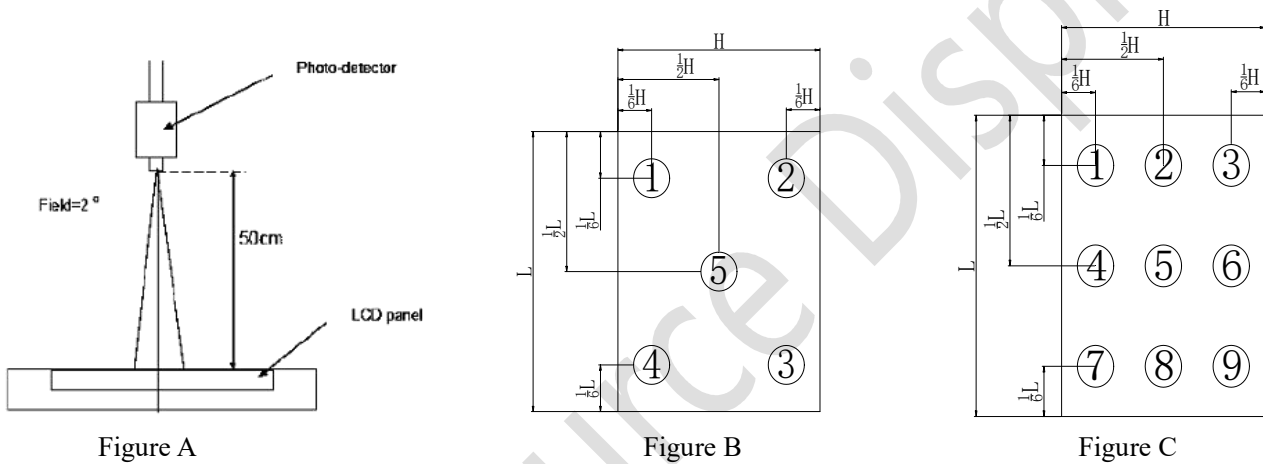 Photo-detector
Field=2°
50cm
LCD panel
Figure A
H
½H
⅙H
⅙H
L
½L
⅙L
⅙L
1
2
5
4
3
Figure B
H
½H
⅙H
⅙H
L
½L
⅙L
⅙L
1 2 3
4 5 6
7 8 9
Figure C
urce Disp